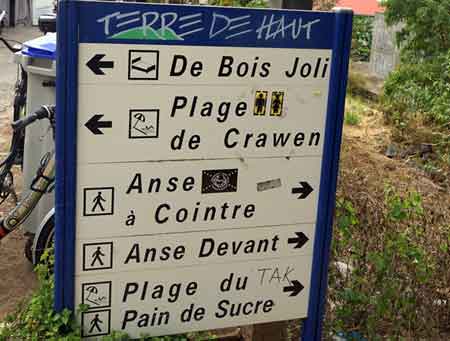 TERRE DE HAUT
De Bois Joli
Plage
de Crawen
Anse
à Cointre
Anse Devant
Plage du TAK
Pain de Sucre